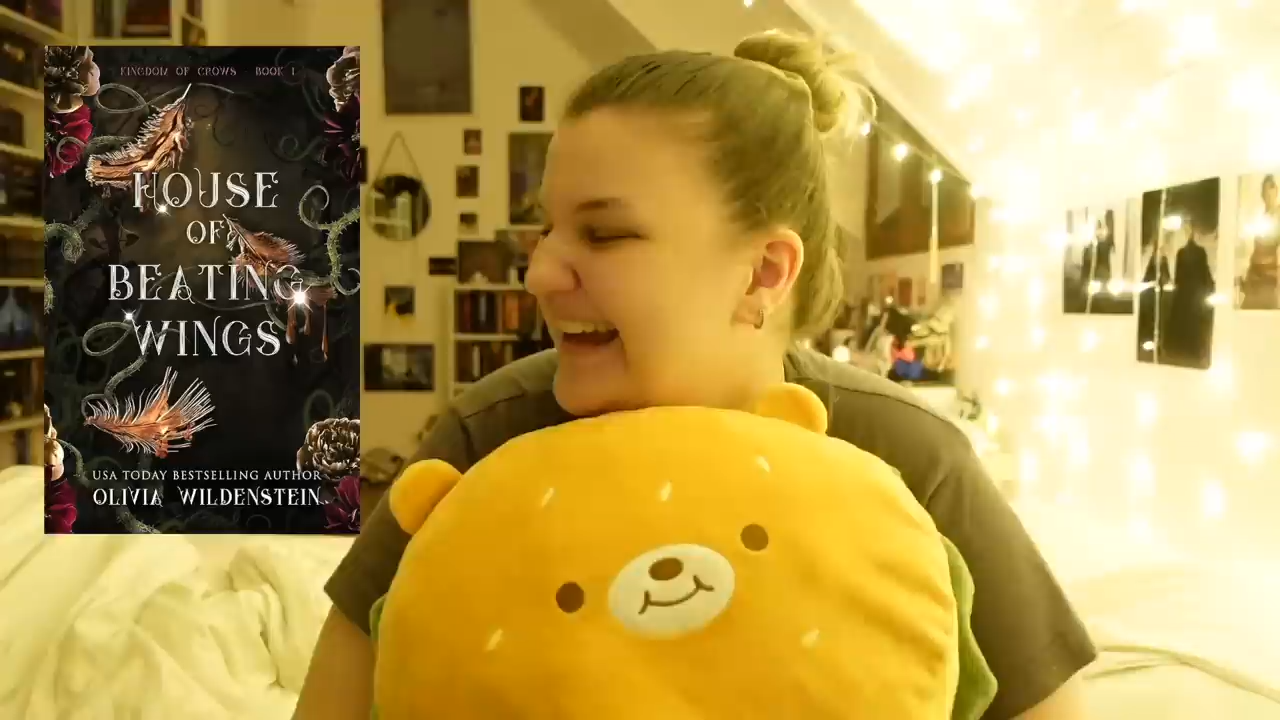 KINGDOM OF CROWS BOOK 1
HOUSE
OF
BEATING
WINGS
USA TODAY BESTSELLING AUTHOR
OLIVIA WILDENSTEIN